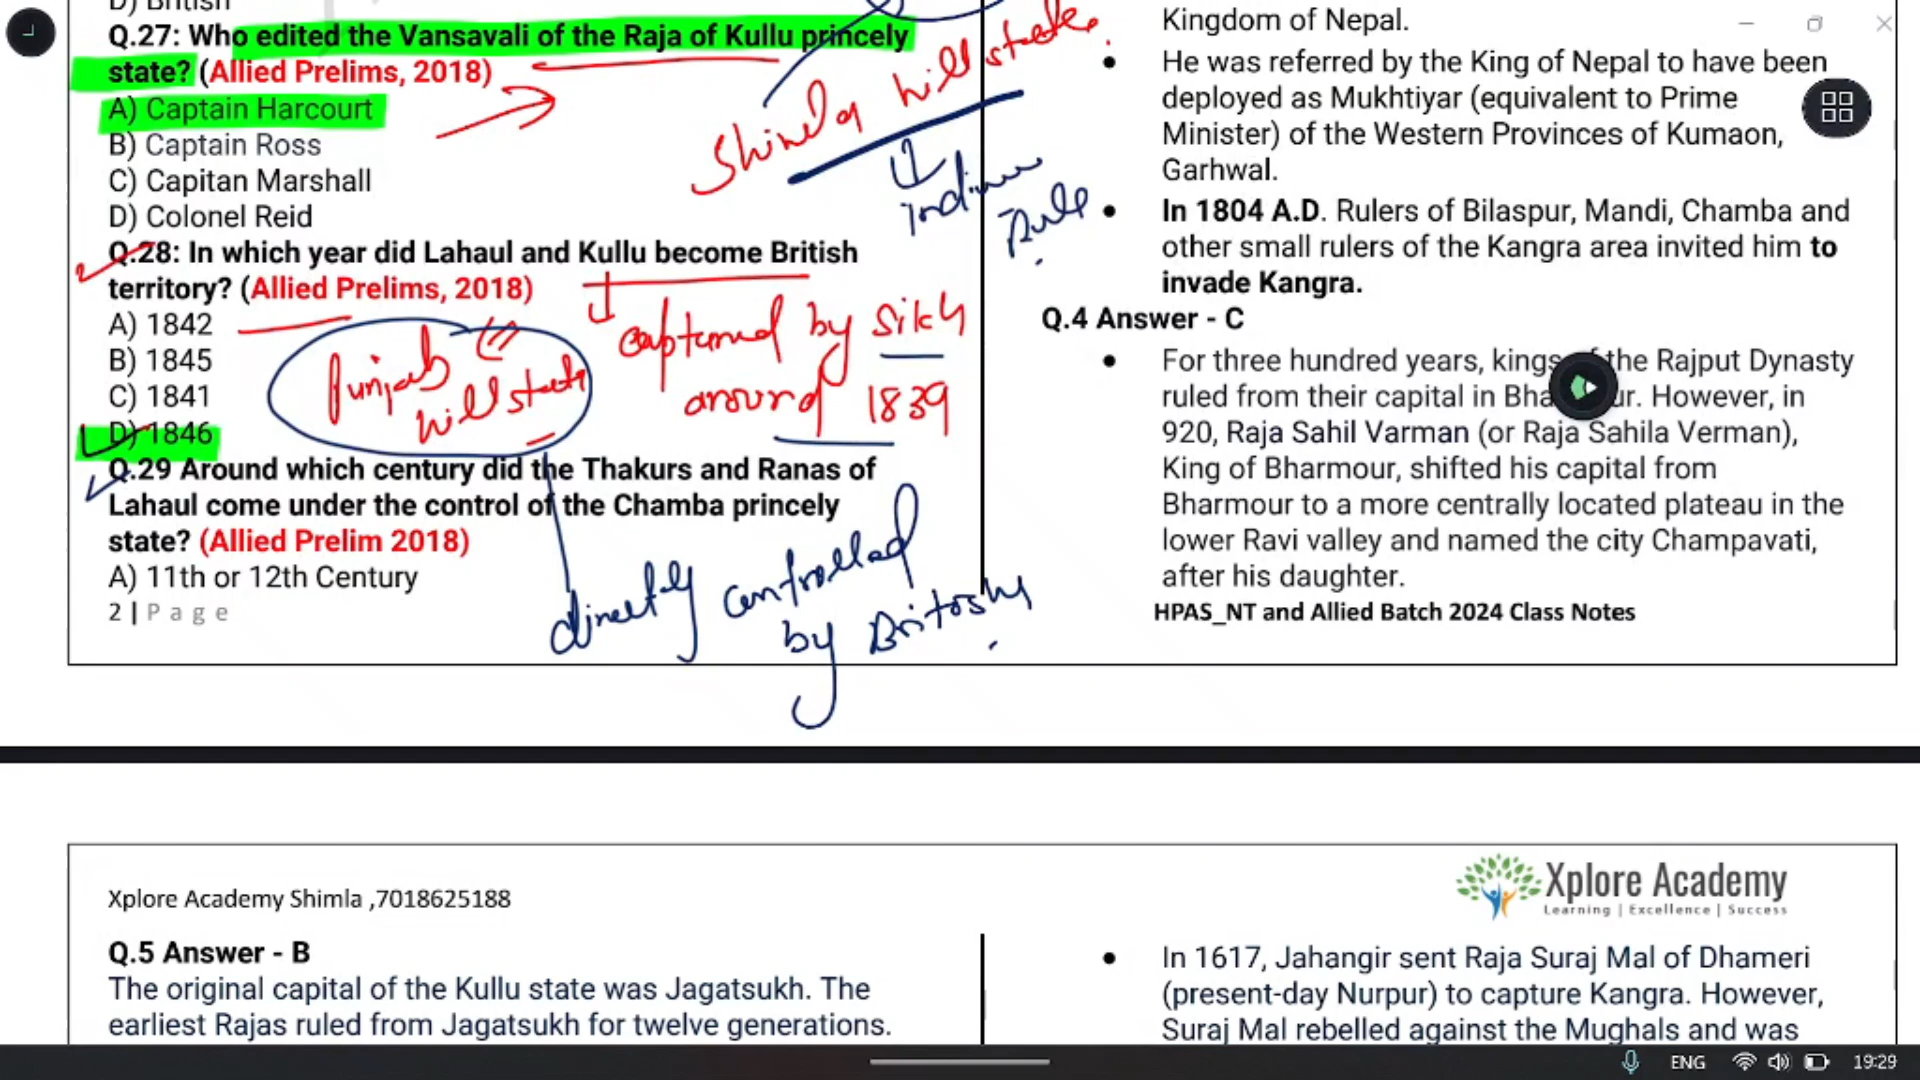 D) British
Q.27: Who edited the Vansavali of the Raja of Kullu princely
state? (Allied Prelims, 2018)
A) Captain Harcourt
B) Captain Ross
C) Capitan Marshall
D) Colonel Reid
Q.28: In which year did Lahaul and Kullu become British
territory? (Allied Prelims, 2018)
A) 1842
B) 1845
C) 1841
D) 1846
Q.29 Around which century did the Thakurs and Ranas of
Lahaul come under the control of the Chamba princely
state? (Allied Prelim 2018)
A) 11th or 12th Century
2 | Page
Shimla hill state
indian
Rule
captured by Sikh
around 1839
Punjab
hill state
directly controlled
by British
Kingdom of Nepal.
• He was referred by the King of Nepal to have been
deployed as Mukhtiyar (equivalent to Prime
Minister) of the Western Provinces of Kumaon,
Garhwal.
• In 1804 A.D. Rulers of Bilaspur, Mandi, Chamba and
other small rulers of the Kangra area invited him to
invade Kangra.
Q.4 Answer - C
• For three hundred years, kings the Rajput Dynasty
ruled from their capital in However, in
920, Raja Sahil Varman (or Raja Sahila Verman),
King of Bharmour, shifted his capital from
Bharmour to a more centrally located plateau in the
lower Ravi valley and named the city Champavati,
after his daughter.
HPAS_NT and Allied Batch 2024 Class Notes
Xplore Academy Shimla ,7018625188
Xplore Academy
Learning | Excellence | Success
Q.5 Answer - B
The original capital of the Kullu state was Jagatsukh. The
earliest Rajas ruled from Jagatsukh for twelve generations.
• In 1617, Jahangir sent Raja Suraj Mal of Dhameri
(present-day Nurpur) to capture Kangra. However,
Suraj Mal rebelled against the Mughals and was
ENG
19:29